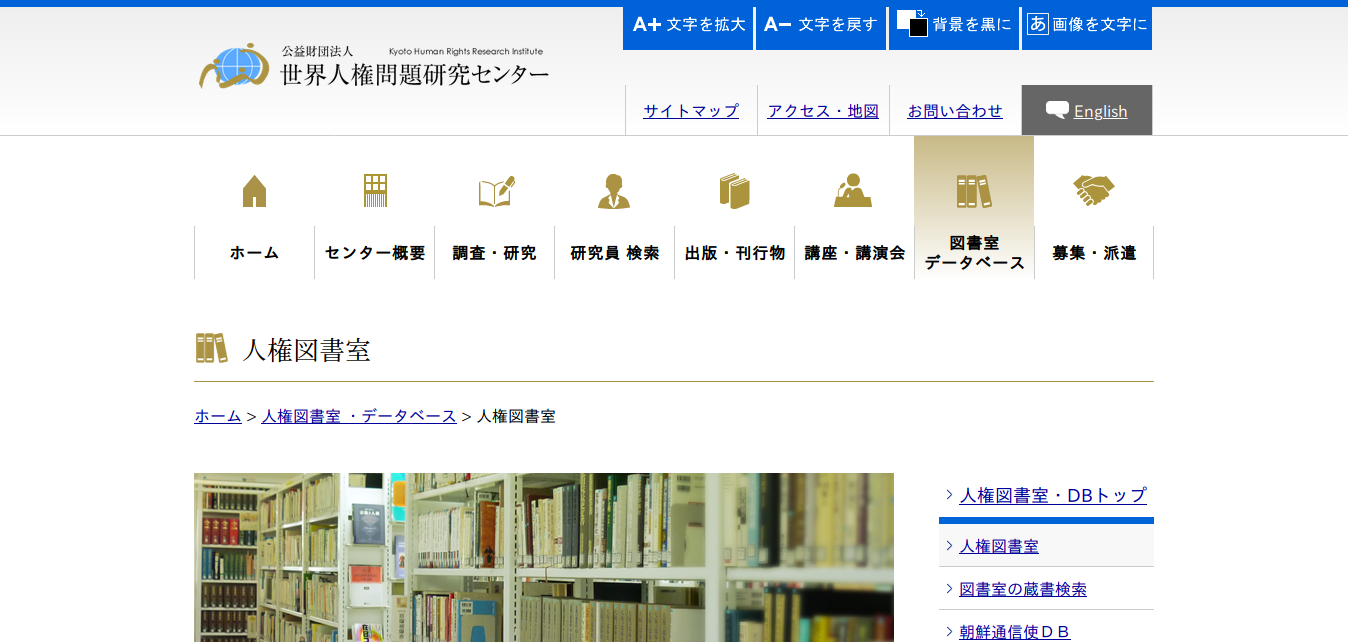 A+ 文字を拡大
A− 文字を戻す
背景を黒に
あ 画像を文字に
公益財団法人
Kyoto Human Rights Research Institute
世界人権問題研究センター
サイトマップ
アクセス・地図
お問い合わせ
English
ホーム
センター概要
調査・研究
研究員 検索
出版・刊行物
講座・講演会
図書室
データベース
募集・派遣
人権図書室
ホーム > 人権図書室 ・データベース > 人権図書室
人権図書室・DBトップ
人権図書室
図書室の蔵書検索
朝鮮通信使ＤＢ